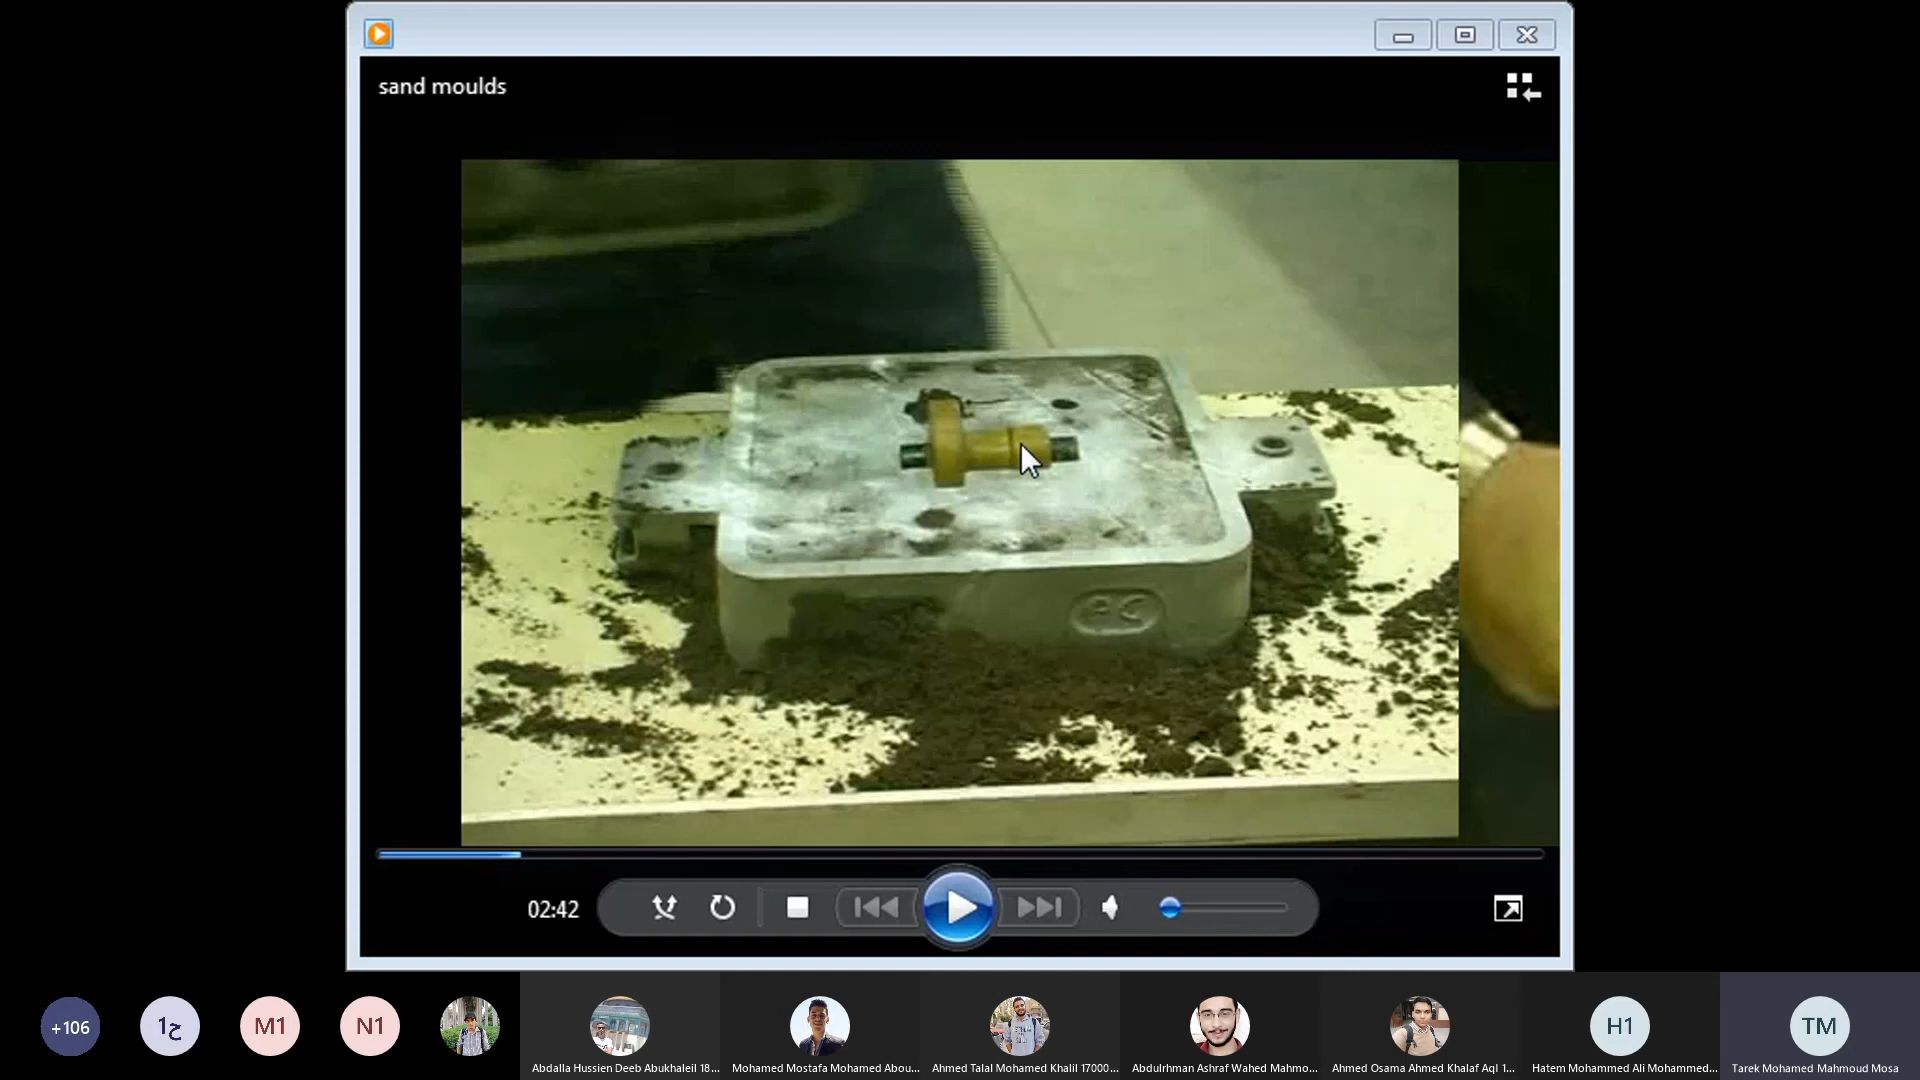 sand moulds
02:42
+106
ح1
M1
N1
H1
TM
Abdalla Hussien Deeb Abukhaleil 18...
Mohamed Mostafa Mohamed Abou...
Ahmed Talal Mohamed Khalil 17000...
Abdulrhman Ashraf Wahed Mahmo...
Ahmed Osama Ahmed Khalaf Aql 1...
Hatem Mohammed Ali Mohammed...
Tarek Mohamed Mahmoud Mosa